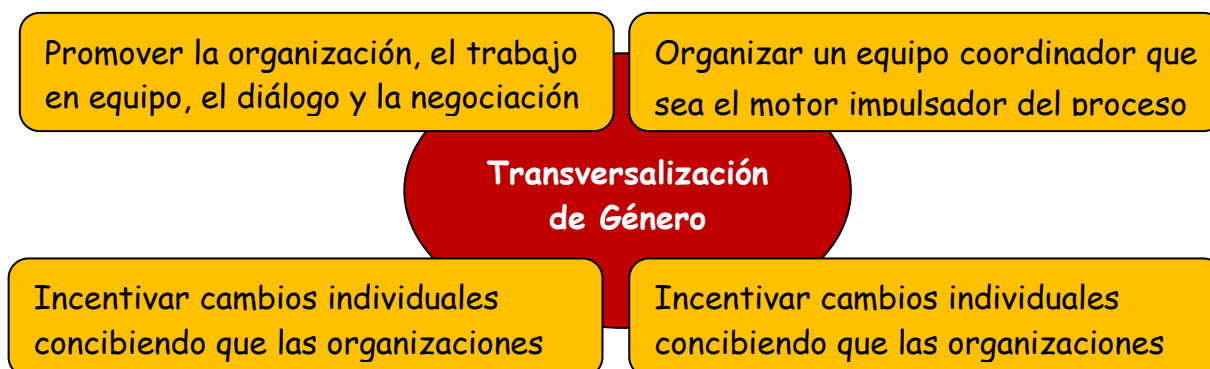 Promover la organización, el trabajo
en equipo, el diálogo y la negociación
Organizar un equipo coordinador que
sea el motor impulsador del proceso
Transversalización
de Género
Incentivar cambios individuales
concibiendo que las organizaciones
Incentivar cambios individuales
concibiendo que las organizaciones